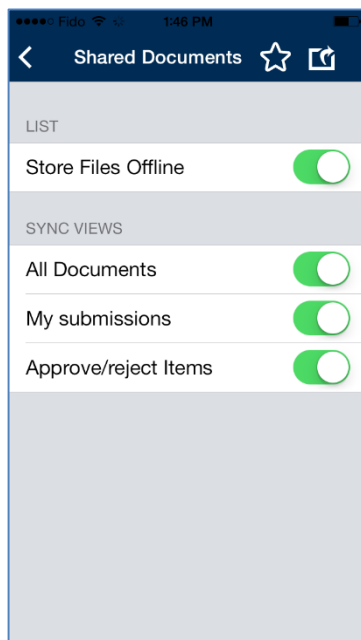 Fido 1:46 PM
Shared Documents
LIST
Store Files Offline
SYNC VIEWS
All Documents
My submissions
Approve/reject Items